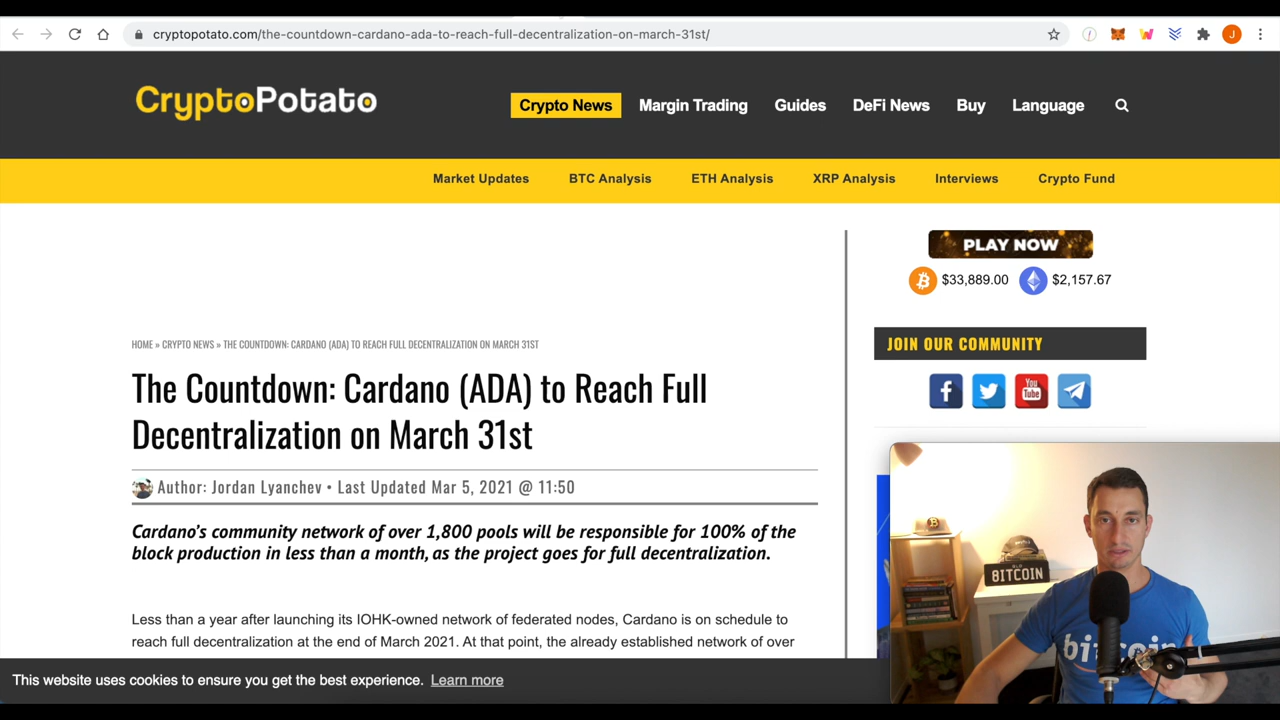 cryptopotato.com/the-countdown-cardano-ada-to-reach-full-decentralization-on-march-31st/
J
CryptoPotato
Crypto News Margin Trading Guides DeFi News Buy Language
Market Updates BTC Analysis ETH Analysis XRP Analysis Interviews Crypto Fund
PLAY NOW
$33,889.00 $2,157.67
JOIN OUR COMMUNITY
You
Tube
HOME » CRYPTO NEWS » THE COUNTDOWN: CARDANO (ADA) TO REACH FULL DECENTRALIZATION ON MARCH 31ST
The Countdown: Cardano (ADA) to Reach Full
Decentralization on March 31st
Author: Jordan Lyanchev • Last Updated Mar 5, 2021 @ 11:50
Cardano's community network of over 1,800 pools will be responsible for 100% of the
block production in less than a month, as the project goes for full decentralization.
Less than a year after launching its IOHK-owned network of federated nodes, Cardano is on schedule to
reach full decentralization at the end of March 2021. At that point, the already established network of over
This website uses cookies to ensure you get the best experience. Learn more
BITCOIN
bitcoin